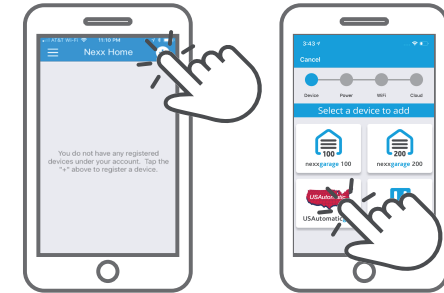 AT&T Wi-Fi 11:10 PM
Nexx Home
You do not have any registered
devices under your account. Tap the
"+" above to register a device.
3:43
Cancel
Device Power WiFi Cloud
Select a device to add
100 200
nexxgarage 100 nexxgarage 200
USAutomatic
USAutomatic